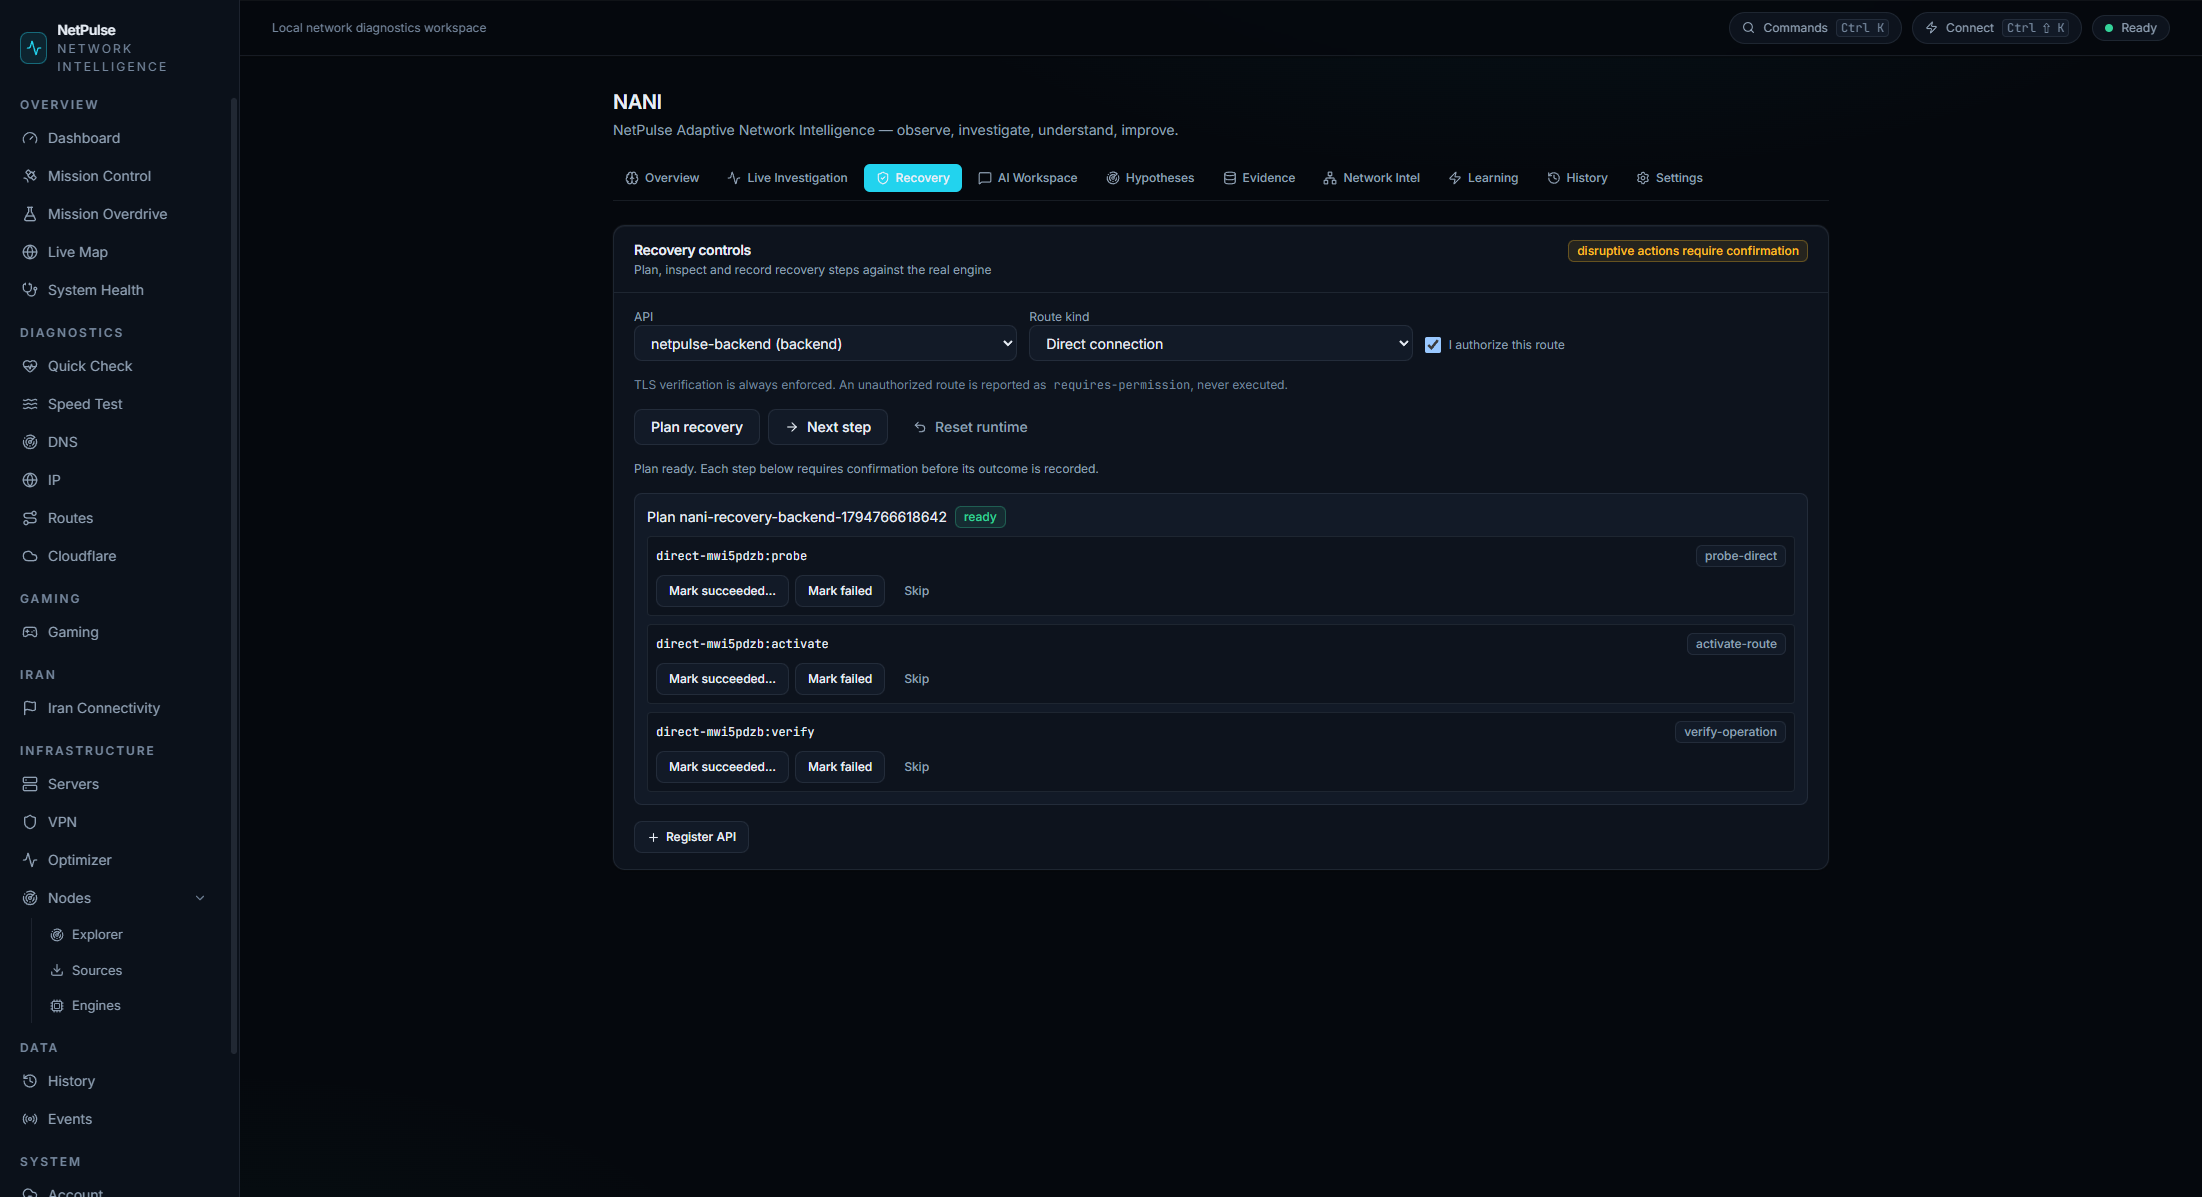 NetPulse
NETWORK
INTELLIGENCE
OVERVIEW
Dashboard
Mission Control
Mission Overdrive
Live Map
System Health
DIAGNOSTICS
Quick Check
Speed Test
DNS
IP
Routes
Cloudflare
GAMING
Gaming
IRAN
Iran Connectivity
INFRASTRUCTURE
Servers
VPN
Optimizer
Nodes
Explorer
Sources
Engines
DATA
History
Events
SYSTEM
Account
Local network diagnostics workspace
Commands Ctrl K
Connect Ctrl ⇧ K
Ready
NANI
NetPulse Adaptive Network Intelligence — observe, investigate, understand, improve.
Overview Live Investigation Recovery AI Workspace Hypotheses Evidence Network Intel Learning History Settings
Recovery controls
Plan, inspect and record recovery steps against the real engine
disruptive actions require confirmation
API
netpulse-backend (backend)
Route kind
Direct connection
I authorize this route
TLS verification is always enforced. An unauthorized route is reported as requires-permission, never executed.
Plan recovery Next step Reset runtime
Plan ready. Each step below requires confirmation before its outcome is recorded.
Plan nani-recovery-backend-1794766618642 ready
direct-mwi5pdzb:probe probe-direct
Mark succeeded... Mark failed Skip
direct-mwi5pdzb:activate activate-route
Mark succeeded... Mark failed Skip
direct-mwi5pdzb:verify verify-operation
Mark succeeded... Mark failed Skip
Register API